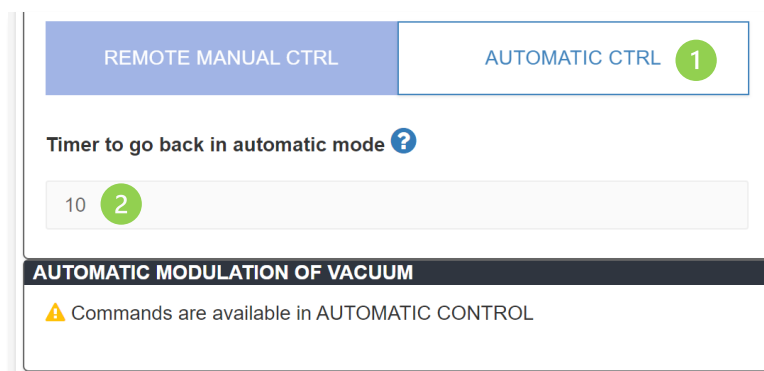 REMOTE MANUAL CTRL
AUTOMATIC CTRL 1
Timer to go back in automatic mode ?
10 2
AUTOMATIC MODULATION OF VACUUM
Commands are available in AUTOMATIC CONTROL